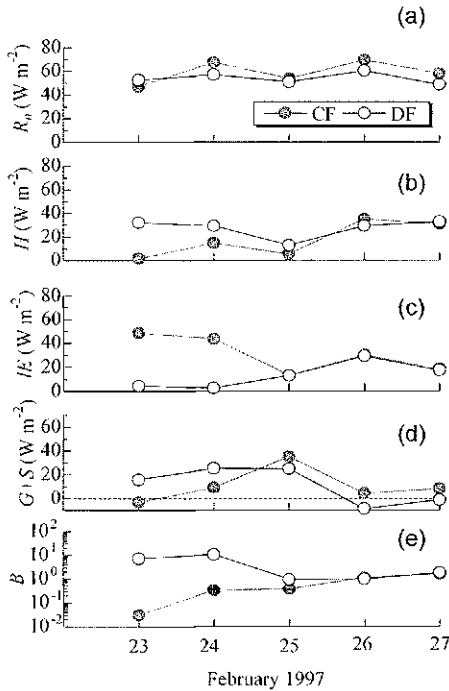 (a)
80
60
40
20
0
Rn (W m-2)
CF DF
(b)
80
60
40
20
0
H (W m-2)
(c)
80
60
40
20
0
lE (W m-2)
(d)
60
40
20
0
G+S (W m-2)
(e)
10^2
10^1
10^0
10^-1
10^-2
B
23 24 25 26 27
February 1997